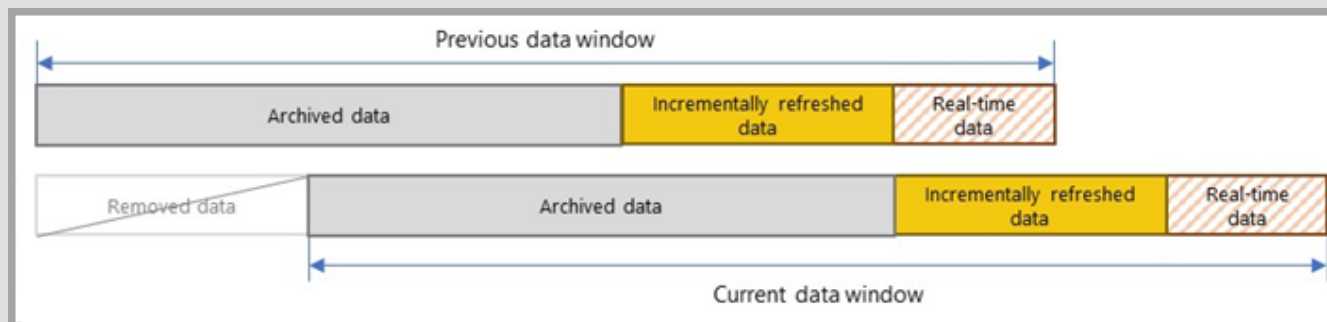 Previous data window
Archived data
Incrementally refreshed
data
Real-time
data
Removed data
Archived data
Incrementally refreshed
data
Real-time
data
Current data window